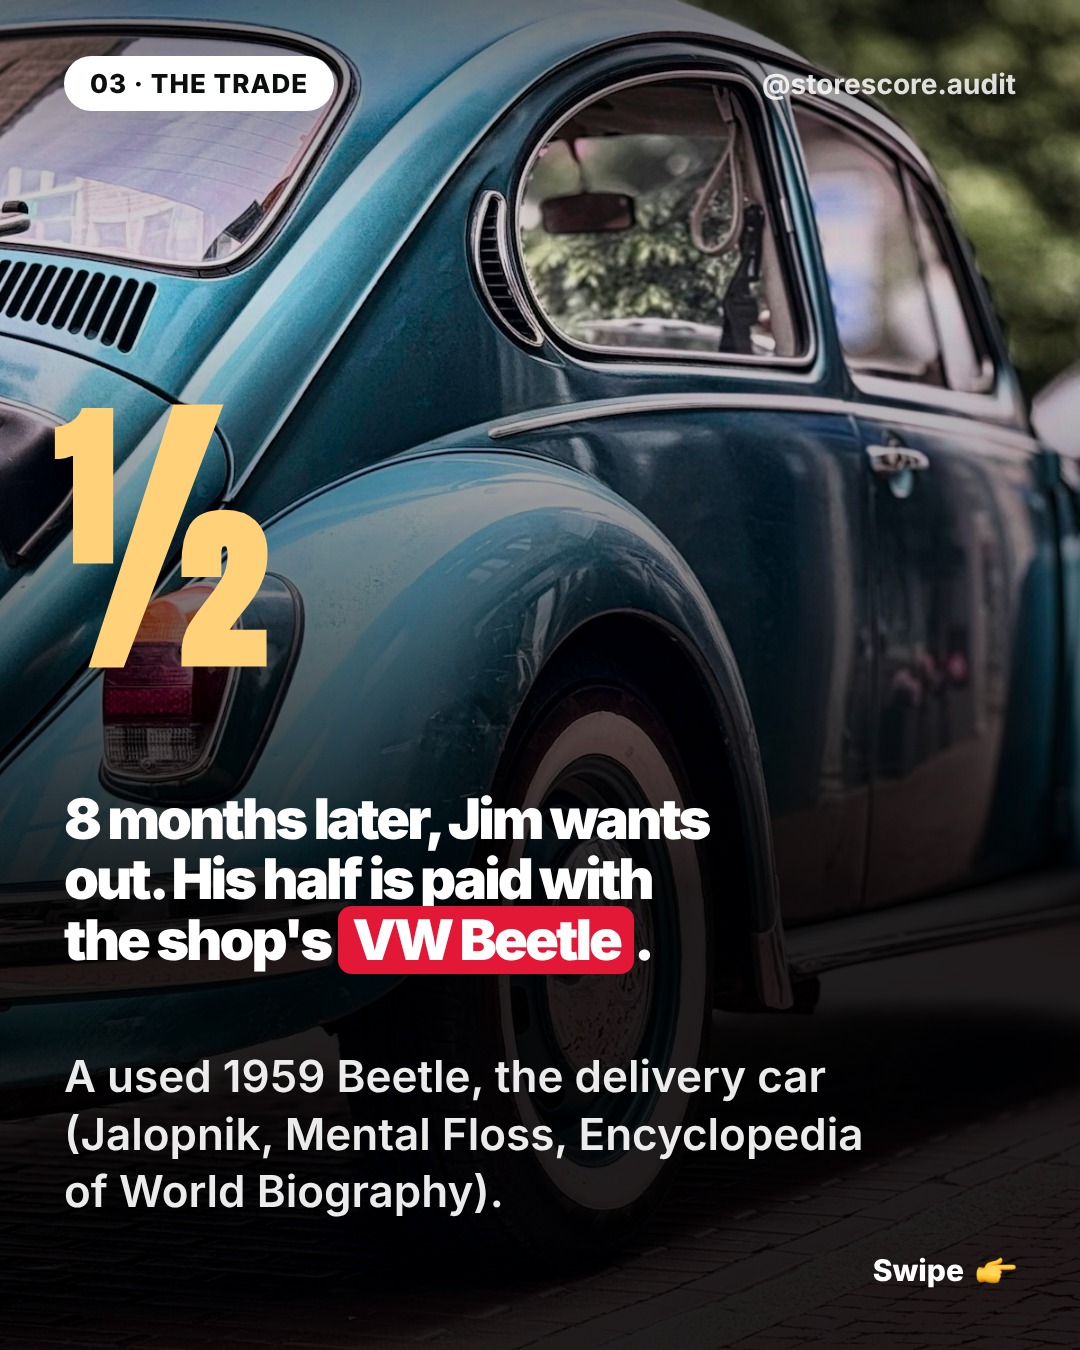 03 · THE TRADE
@storescore.audit
½
8 months later, Jim wants
out. His half is paid with
the shop's VW Beetle.
A used 1959 Beetle, the delivery car
(Jalopnik, Mental Floss, Encyclopedia
of World Biography).
Swipe 👉